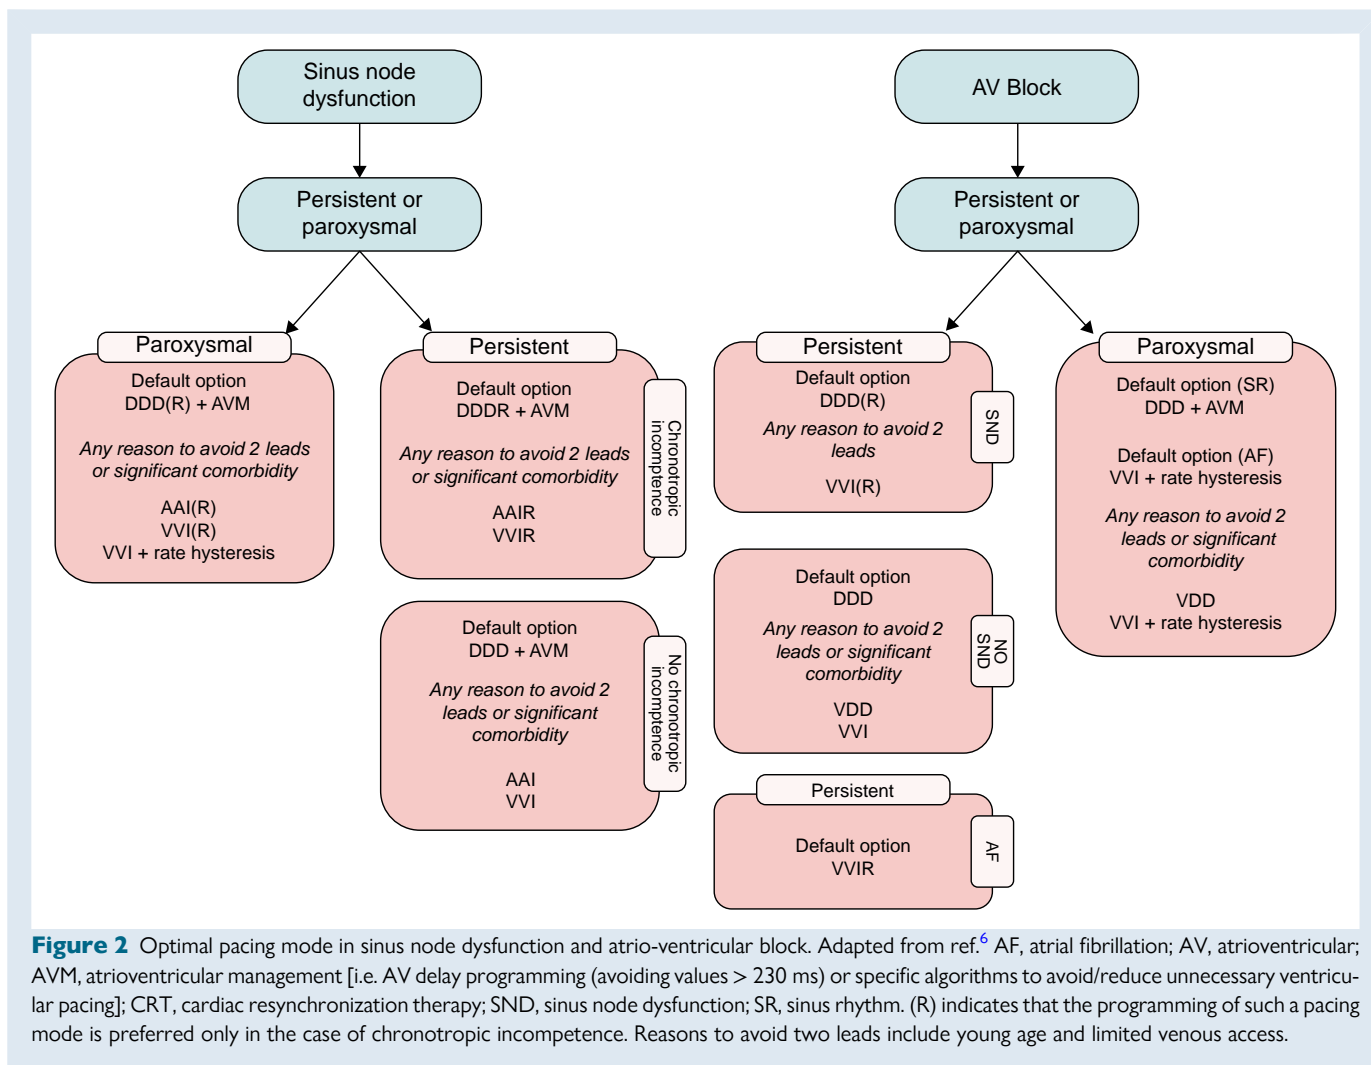 Sinus node
dysfunction
Persistent or
paroxysmal
Paroxysmal
Default option
DDD(R) + AVM
Any reason to avoid 2 leads
or significant comorbidity
AAI(R)
VVI(R)
VVI + rate hysteresis
Persistent
Default option
DDDR + AVM
Any reason to avoid 2 leads
or significant comorbidity
AAIR
VVIR
Chronotropic
incomptence
Default option
DDD + AVM
Any reason to avoid 2
leads or significant
comorbidity
AAI
VVI
No chronotropic
incomptence
AV Block
Persistent or
paroxysmal
Persistent
Default option
DDD(R)
Any reason to avoid 2
leads
VVI(R)
SND
Default option
DDD
Any reason to avoid 2
leads or significant
comorbidity
VDD
VVI
NO
SND
Persistent
Default option
VVIR
AF
Paroxysmal
Default option (SR)
DDD + AVM
Default option (AF)
VVI + rate hysteresis
Any reason to avoid 2
leads or significant
comorbidity
VDD
VVI + rate hysteresis
Figure 2 Optimal pacing mode in sinus node dysfunction and atrio-ventricular block. Adapted from ref.6 AF, atrial fibrillation; AV, atrioventricular;
AVM, atrioventricular management [i.e. AV delay programming (avoiding values > 230 ms) or specific algorithms to avoid/reduce unnecessary ventricu-
lar pacing]; CRT, cardiac resynchronization therapy; SND, sinus node dysfunction; SR, sinus rhythm. (R) indicates that the programming of such a pacing
mode is preferred only in the case of chronotropic incompetence. Reasons to avoid two leads include young age and limited venous access.